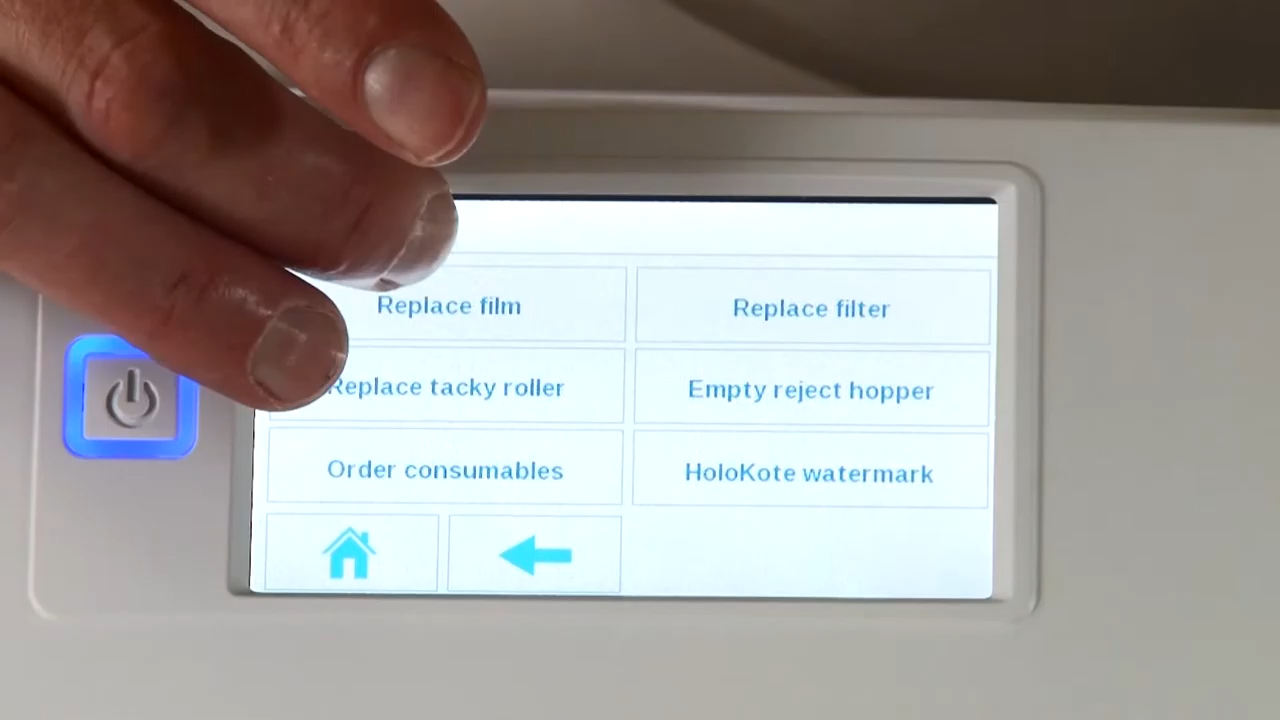 Replace film
Replace filter
Replace tacky roller
Empty reject hopper
Order consumables
HoloKote watermark